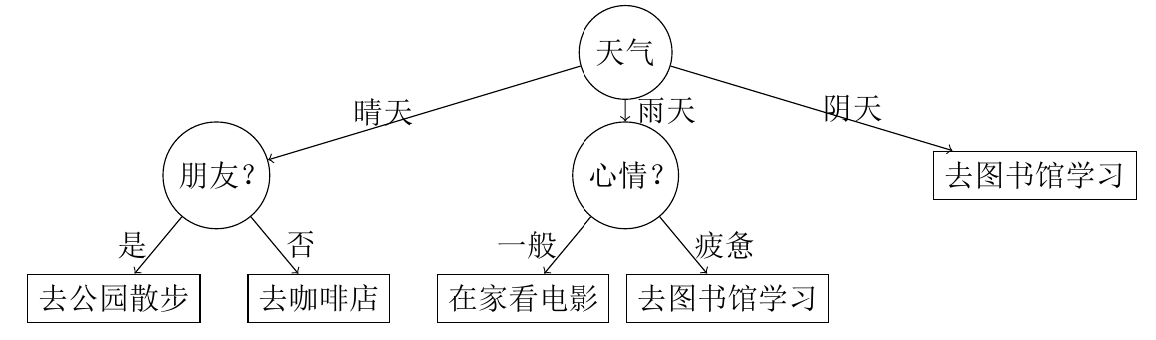 天气
晴天
雨天
阴天
朋友？
心情？
去图书馆学习
是
否
一般
疲惫
去公园散步
去咖啡店
在家看电影
去图书馆学习